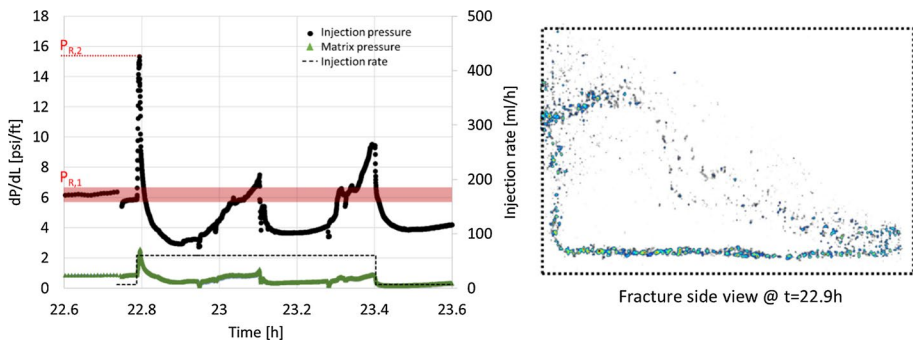 18
16
14
12
10
8
6
4
2
0
dP/dL [psi/ft]
P_R,2
P_R,1
Injection pressure
Matrix pressure
Injection rate
500
400
300
200
100
0
Injection rate [ml/h]
22.6 22.8 23 23.2 23.4 23.6
Time [h]
Fracture side view @ t=22.9h